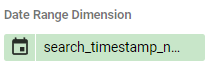 Date Range Dimension
search_timestamp_n...